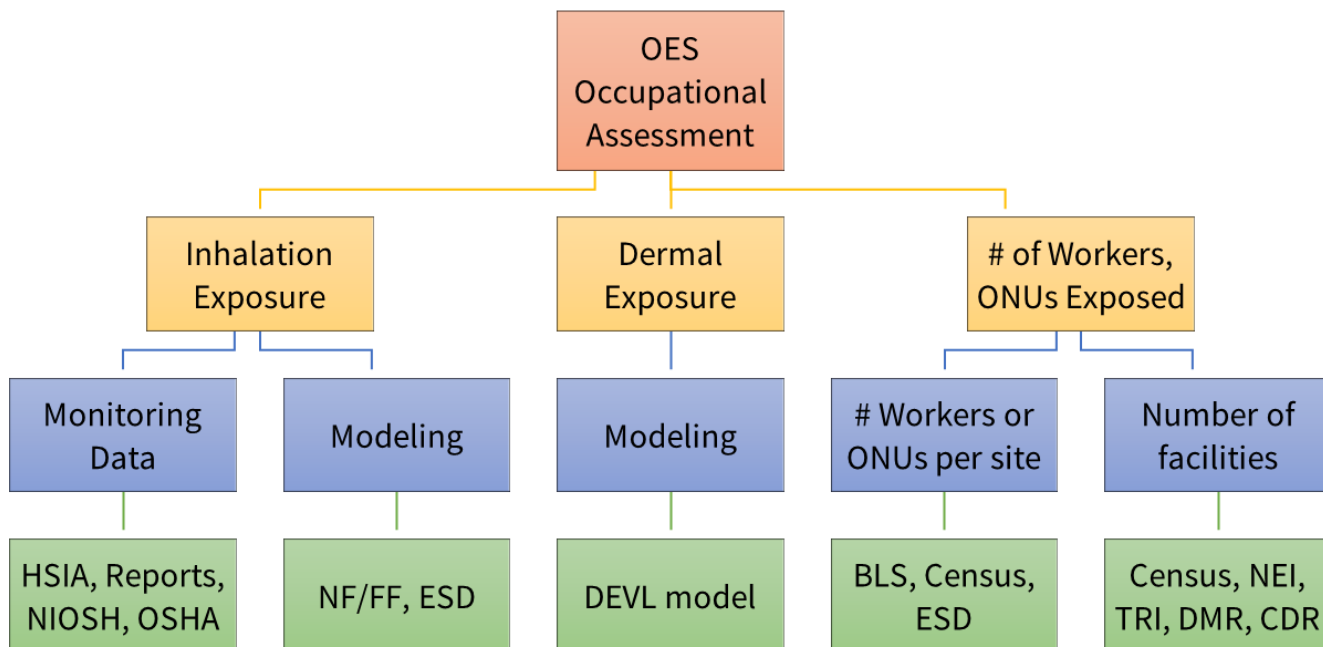 OES
Occupational
Assessment
Inhalation
Exposure
Dermal
Exposure
# of Workers,
ONUs Exposed
Monitoring
Data
Modeling
Modeling
# Workers or
ONUs per site
Number of
facilities
HSIA, Reports,
NIOSH, OSHA
NF/FF, ESD
DEVL model
BLS, Census,
ESD
Census, NEI,
TRI, DMR, CDR